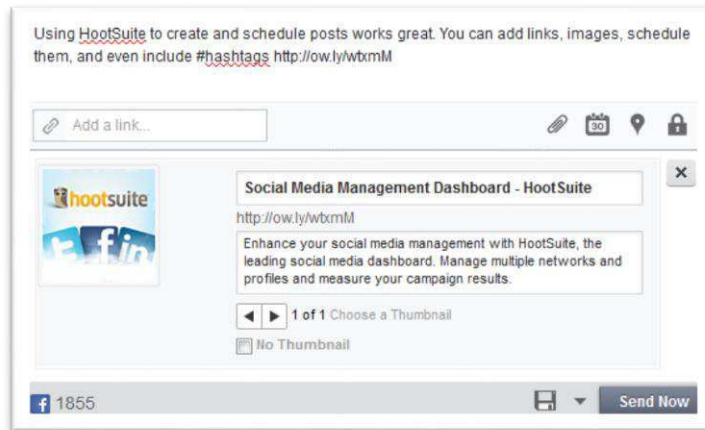 Using HootSuite to create and schedule posts works great. You can add links, images, schedule
them, and even include #hashtags http://ow.ly/wtxmM
Add a link...
30
hootsuite
Social Media Management Dashboard - HootSuite
http://ow.ly/wtxmM
Enhance your social media management with HootSuite, the
leading social media dashboard. Manage multiple networks and
profiles and measure your campaign results.
1 of 1 Choose a Thumbnail
No Thumbnail
1855
Send Now